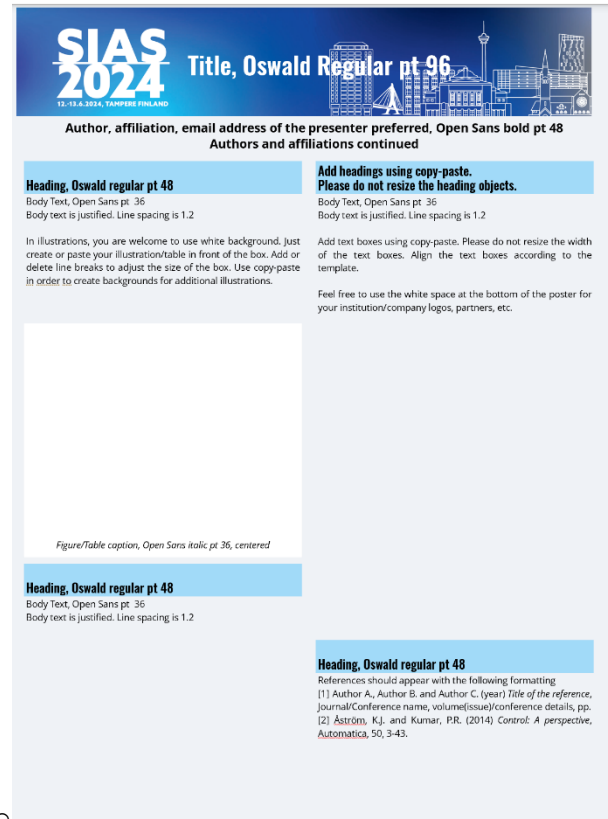 SIAS
2024
12.-13.6.2024, TAMPERE FINLAND
Title, Oswald Regular pt 96
Author, affiliation, email address of the presenter preferred, Open Sans bold pt 48
Authors and affiliations continued
Heading, Oswald regular pt 48
Body Text, Open Sans pt 36
Body text is justified. Line spacing is 1.2
In illustrations, you are welcome to use white background. Just
create or paste your illustration/table in front of the box. Add or
delete line breaks to adjust the size of the box. Use copy-paste
in order to create backgrounds for additional illustrations.
Figure/Table caption, Open Sans italic pt 36, centered
Heading, Oswald regular pt 48
Body Text, Open Sans pt 36
Body text is justified. Line spacing is 1.2
Add headings using copy-paste.
Please do not resize the heading objects.
Body Text, Open Sans pt 36
Body text is justified. Line spacing is 1.2
Add text boxes using copy-paste. Please do not resize the width
of the text boxes. Align the text boxes according to the
template.
Feel free to use the white space at the bottom of the poster for
your institution/company logos, partners, etc.
Heading, Oswald regular pt 48
References should appear with the following formatting
[1] Author A., Author B. and Author C. (year) Title of the reference,
Journal/Conference name, volume(issue)/conference details, pp.
[2] Åström, K.J. and Kumar, P.R. (2014) Control: A perspective,
Automatica, 50, 3-43.